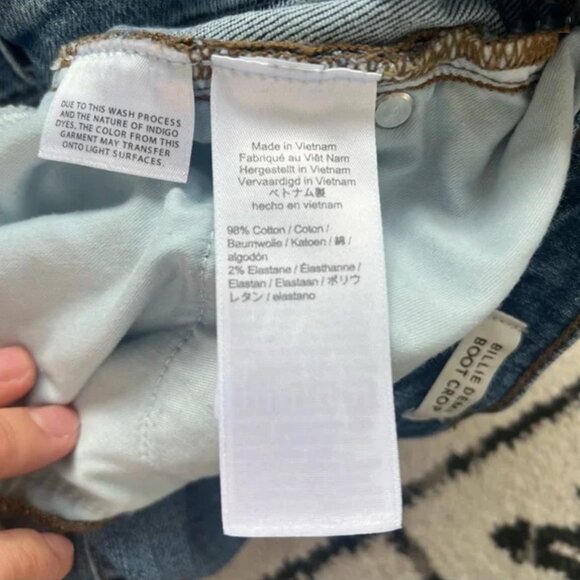 DUE TO THIS WASH PROCESS
AND THE NATURE OF INDIGO
DYES, THE COLOR FROM THIS
GARMENT MAY TRANSFER
ONTO LIGHT SURFACES.
Made in Vietnam
Fabriqué au Viêt Nam
Hergestellt in Vietnam
Vervaardigd in Vietnam
ベトナム製
hecho en vietnam
98% Cotton / Coton /
Baumwolle / Katoen / 綿 /
algodón
2% Elastane / Élasthanne /
Elastan / Elastaan / ポリウ
レタン / elastano
BILLIE DEMI
BOOT CROP